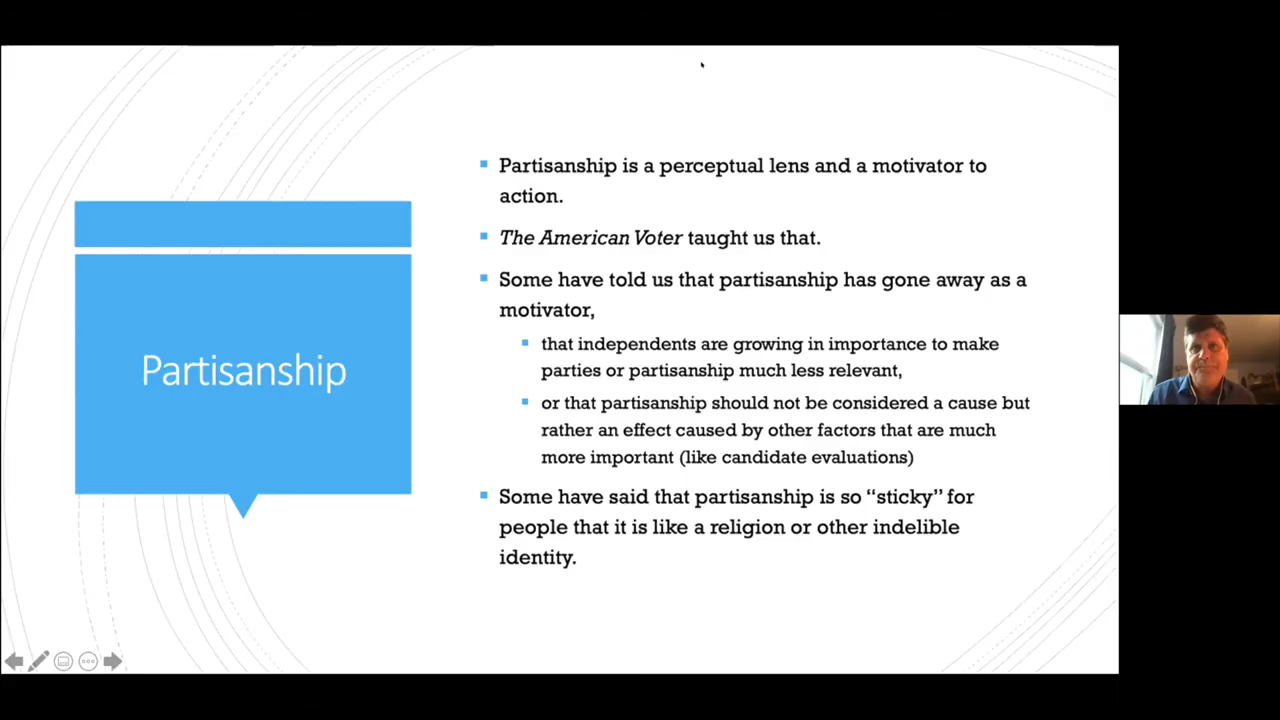 Partisanship
Partisanship is a perceptual lens and a motivator to
action.
The American Voter taught us that.
Some have told us that partisanship has gone away as a
motivator,
that independents are growing in importance to make
parties or partisanship much less relevant,
or that partisanship should not be considered a cause but
rather an effect caused by other factors that are much
more important (like candidate evaluations)
Some have said that partisanship is so “sticky” for
people that it is like a religion or other indelible
identity.